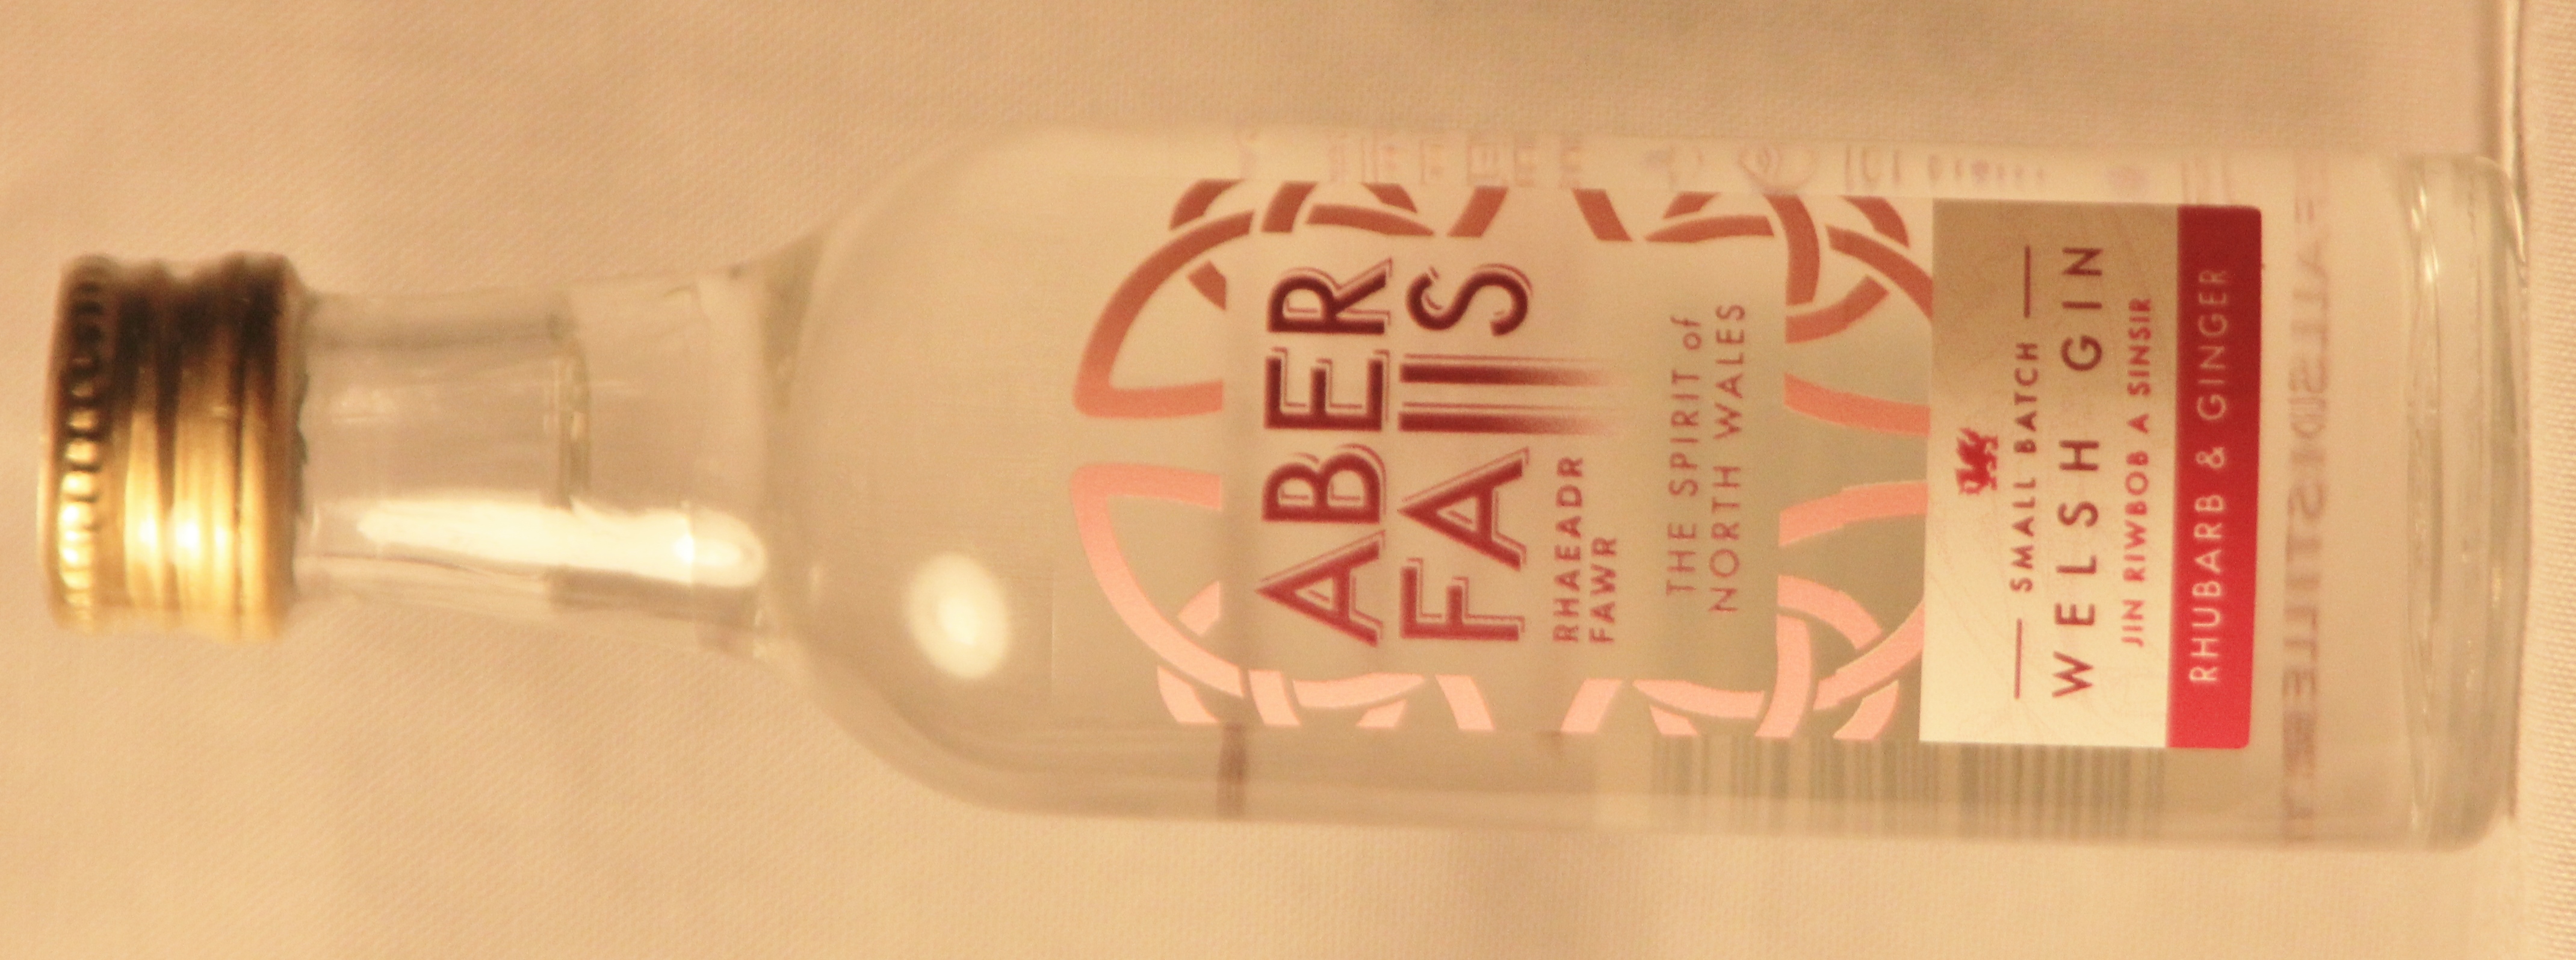 ABER
FALLS
RHAEADR
FAWR
THE SPIRIT of
NORTH WALES
SMALL BATCH
WELSH GIN
JIN RIWBOB A SINSIR
RHUBARB & GINGER